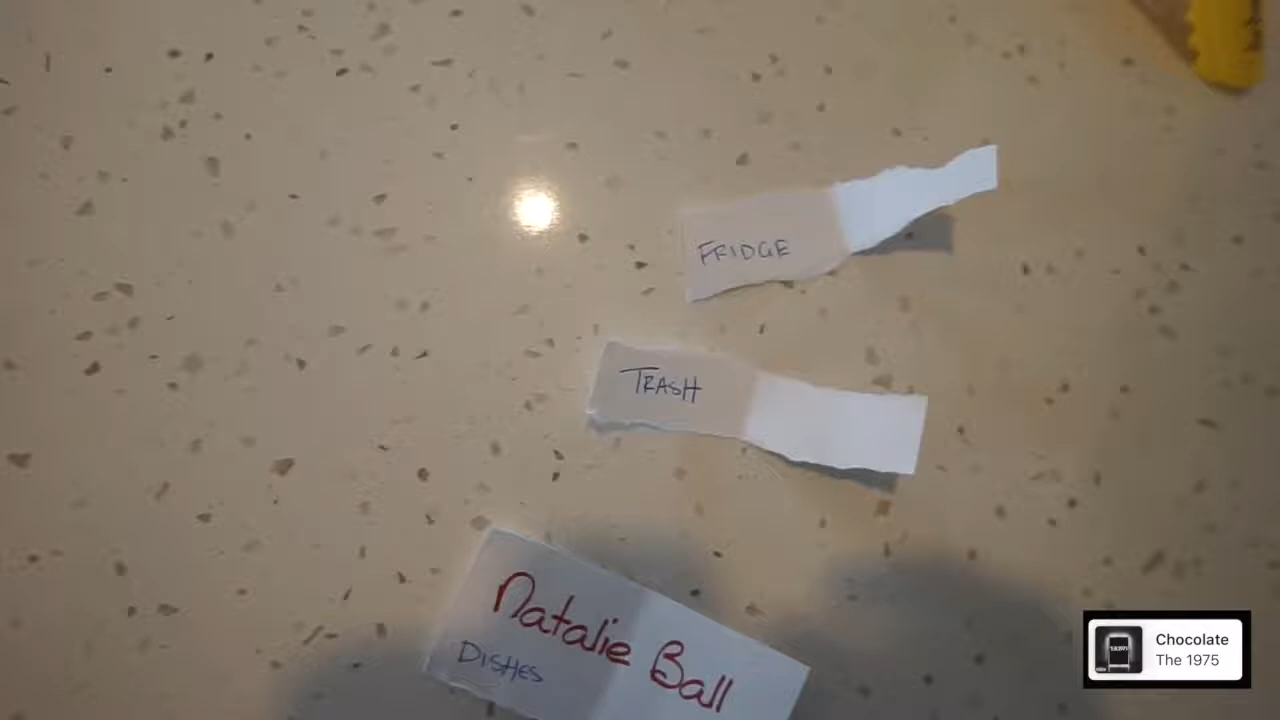 FRIDGE
TRASH
Natalie Ball
DISHES
Chocolate
The 1975